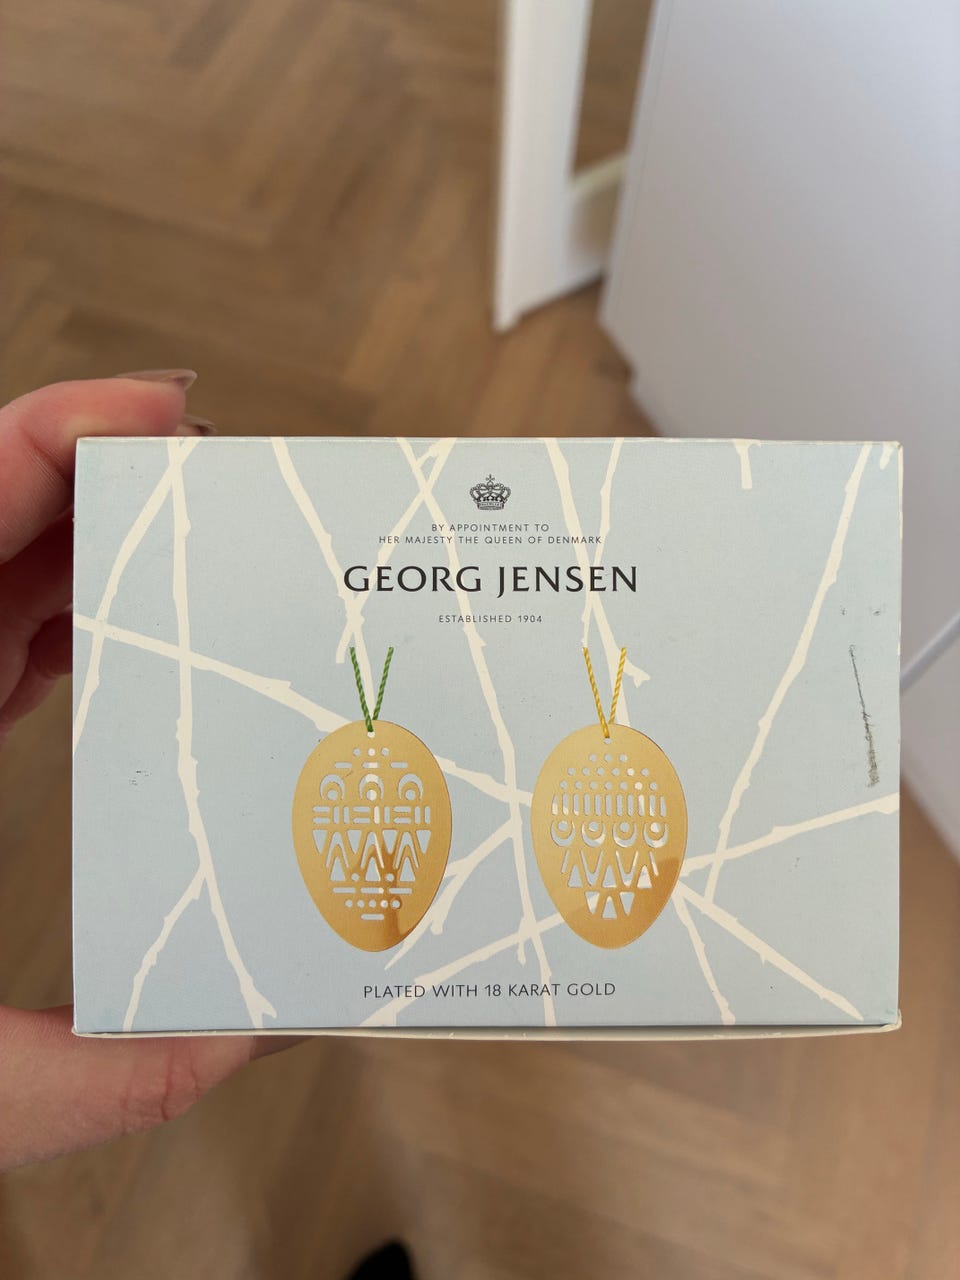 BY APPOINTMENT TO
HER MAJESTY THE QUEEN OF DENMARK
GEORG JENSEN
ESTABLISHED 1904
PLATED WITH 18 KARAT GOLD